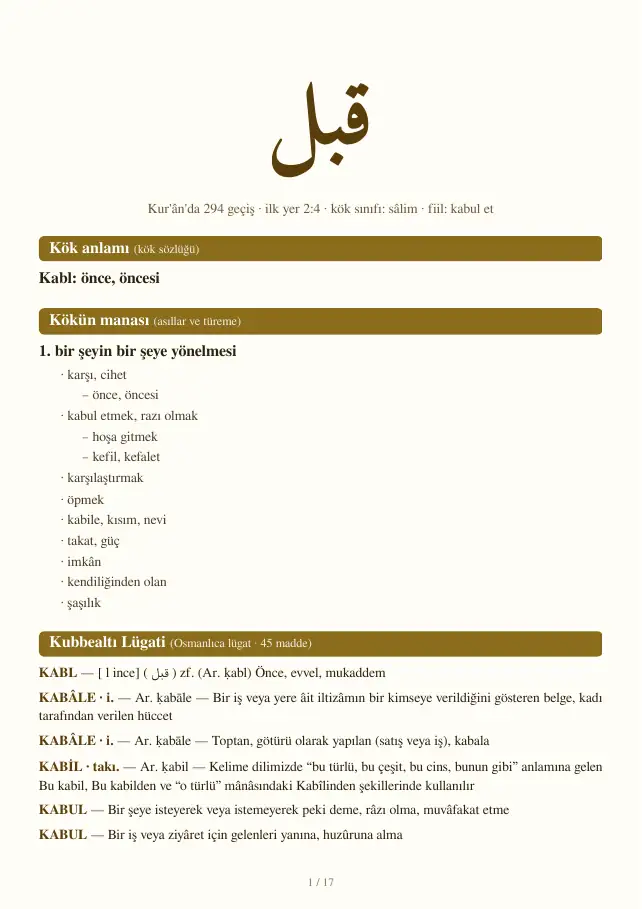 قبل
Kur'ân'da 294 geçiş · ilk yer 2:4 · kök sınıfı: sâlim · fiil: kabul et
Kök anlamı (kök sözlüğü)
Kabl: önce, öncesi
Kökün manası (asıllar ve türeme)
1. bir şeyin bir şeye yönelmesi
· karşı, cihet
– önce, öncesi
· kabul etmek, razı olmak
– hoşa gitmek
– kefil, kefalet
· karşılaştırmak
· öpmek
· kabile, kısım, nevi
· takat, güç
· imkân
· kendiliğinden olan
· şaşılık
Kubbealtı Lügati (Osmanlıca lügat · 45 madde)
KABL — [ l ince] ( قبل ) zf. (Ar. ḳabl) Önce, evvel, mukaddem
KABÂLE · i. — Ar. ḳabāle — Bir iş veya yere âit iltizâmın bir kimseye verildiğini gösteren belge, kadı
tarafından verilen hüccet
KABÂLE · i. — Ar. ḳabāle — Toptan, götürü olarak yapılan (satış veya iş), kabala
KABİL · takı. — Ar. ḳabіl — Kelime dilimizde “bu türlü, bu çeşit, bu cins, bunun gibi” anlamına gelen
Bu kabil, Bu kabilden ve “o türlü” mânâsındaki Kabîlinden şekillerinde kullanılır
KABUL — Bir şeye isteyerek veya istemeyerek peki deme, râzı olma, muvâfakat etme
KABUL — Bir iş veya ziyâret için gelenleri yanına, huzûruna alma
1 / 17